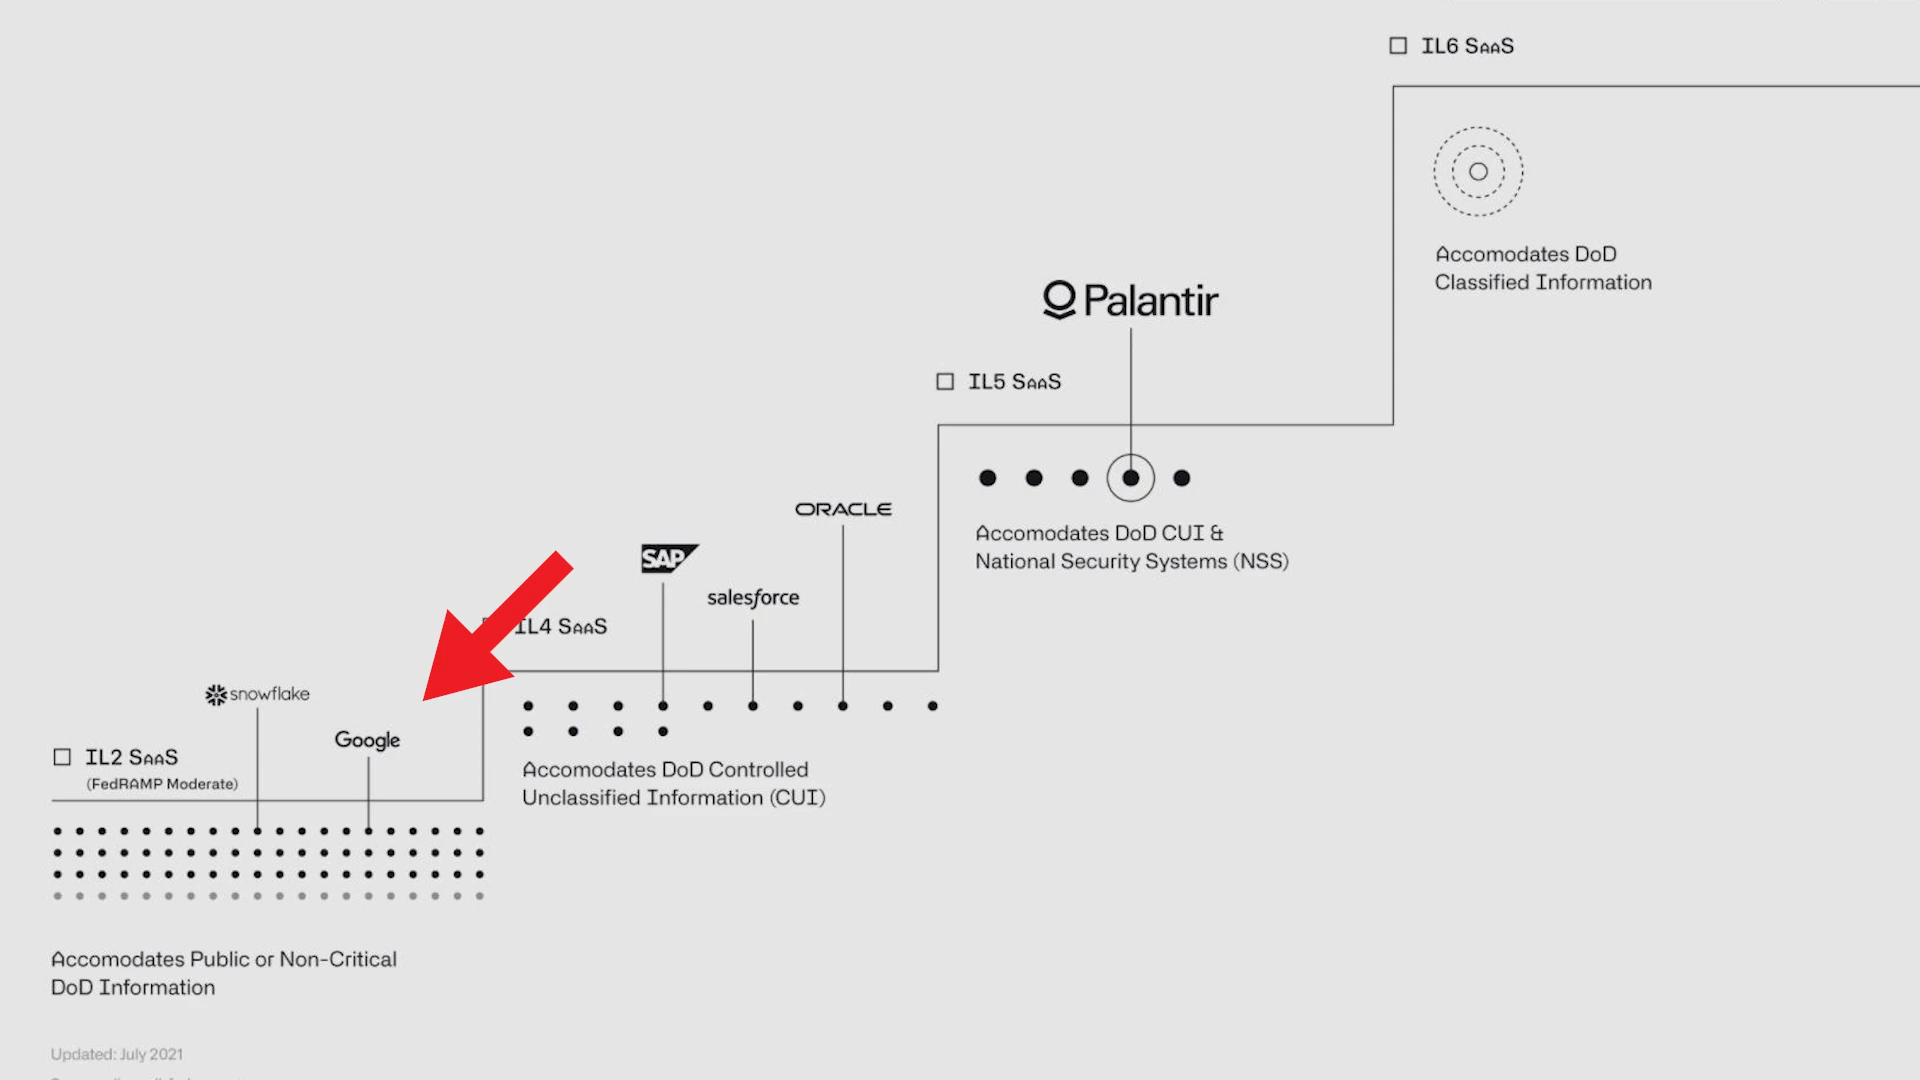 IL6 SaaS
Accomodates DoD
Classified Information
Palantir
IL5 SaaS
Accomodates DoD CUI &
National Security Systems (NSS)
ORACLE
SAP
salesforce
IL4 SaaS
Accomodates DoD Controlled
Unclassified Information (CUI)
snowflake
Google
IL2 SaaS
(FedRAMP Moderate)
Accomodates Public or Non-Critical
DoD Information
Updated: July 2021